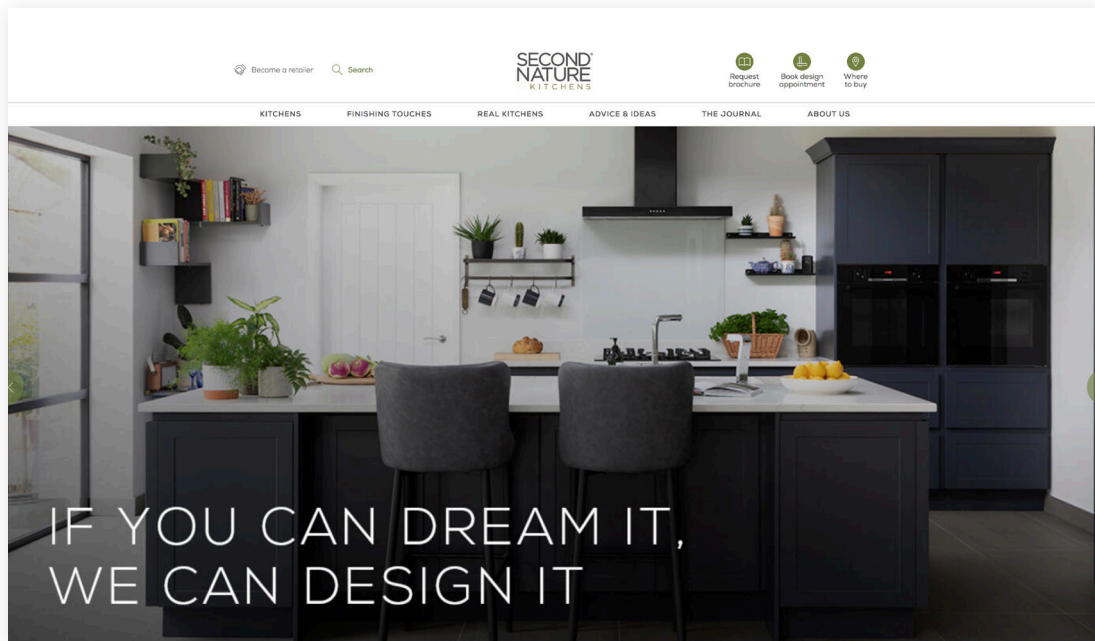 Become a retailer
Search
SECOND
NATURE
KITCHENS
Request
brochure
Book design
appointment
Where
to buy
KITCHENS
FINISHING TOUCHES
REAL KITCHENS
ADVICE & IDEAS
THE JOURNAL
ABOUT US
IF YOU CAN DREAM IT,
WE CAN DESIGN IT